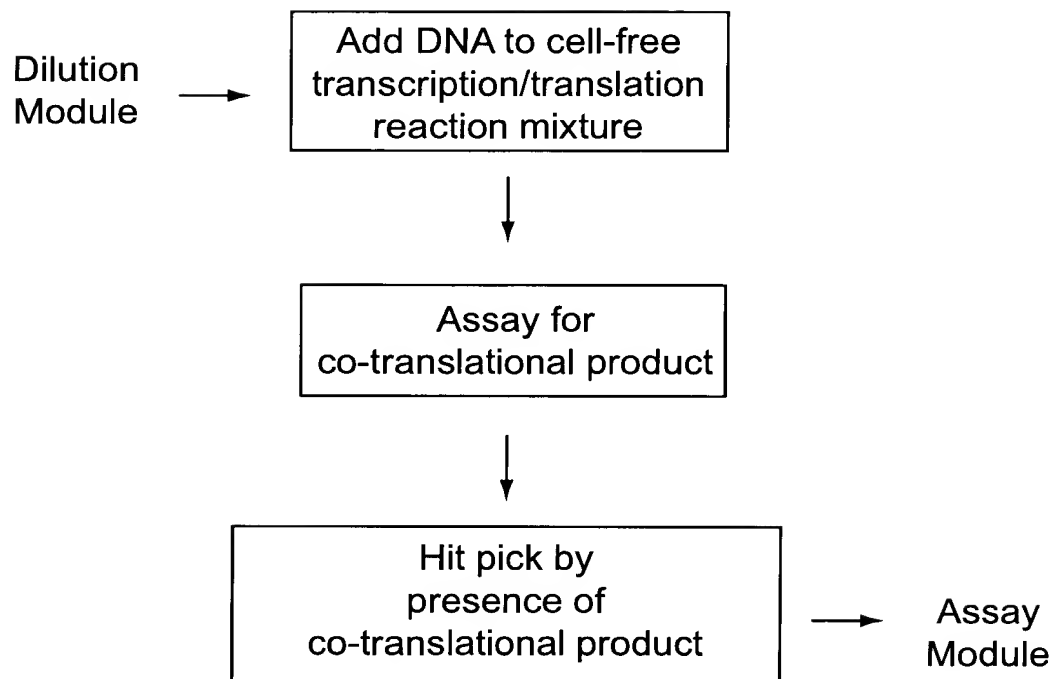 Dilution
Module
Add DNA to cell-free
transcription/translation
reaction mixture
Assay for
co-translational product
Hit pick by
presence of
co-translational product
Assay
Module